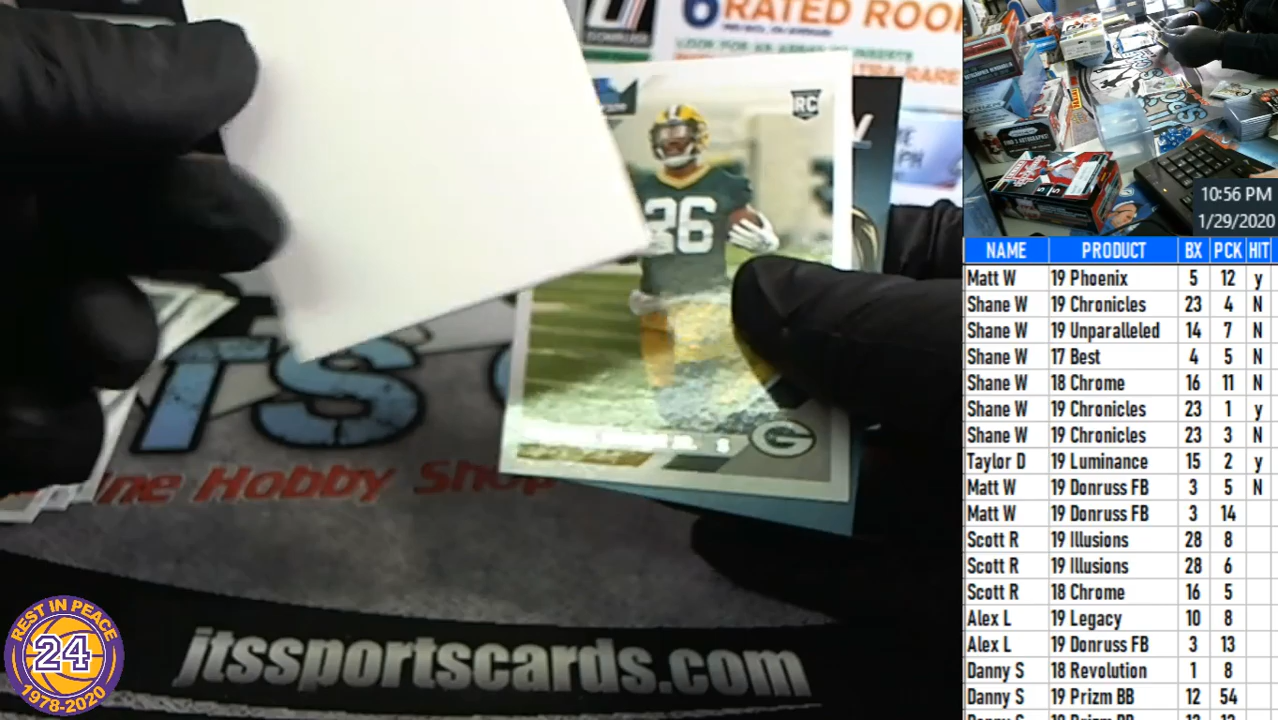 6 RATED ROO
RC
26
TS
ine Hobby Shop
jtssportscards.com
G
REST IN PEACE
24
1978-2020
10:56 PM
1/29/2020
NAME PRODUCT BX PCK HIT
Matt W 19 Phoenix 5 12 y
Shane W 19 Chronicles 23 4 N
Shane W 19 Unparalleled 14 7 N
Shane W 17 Best 4 5 N
Shane W 18 Chrome 16 11 N
Shane W 19 Chronicles 23 1 y
Shane W 19 Chronicles 23 3 N
Taylor D 19 Luminance 15 2 y
Matt W 19 Donruss FB 3 5 N
Matt W 19 Donruss FB 3 14
Scott R 19 Illusions 28 8
Scott R 19 Illusions 28 6
Scott R 18 Chrome 16 5
Alex L 19 Legacy 10 8
Alex L 19 Donruss FB 3 13
Danny S 18 Revolution 1 8
Danny S 19 Prizm BB 12 54